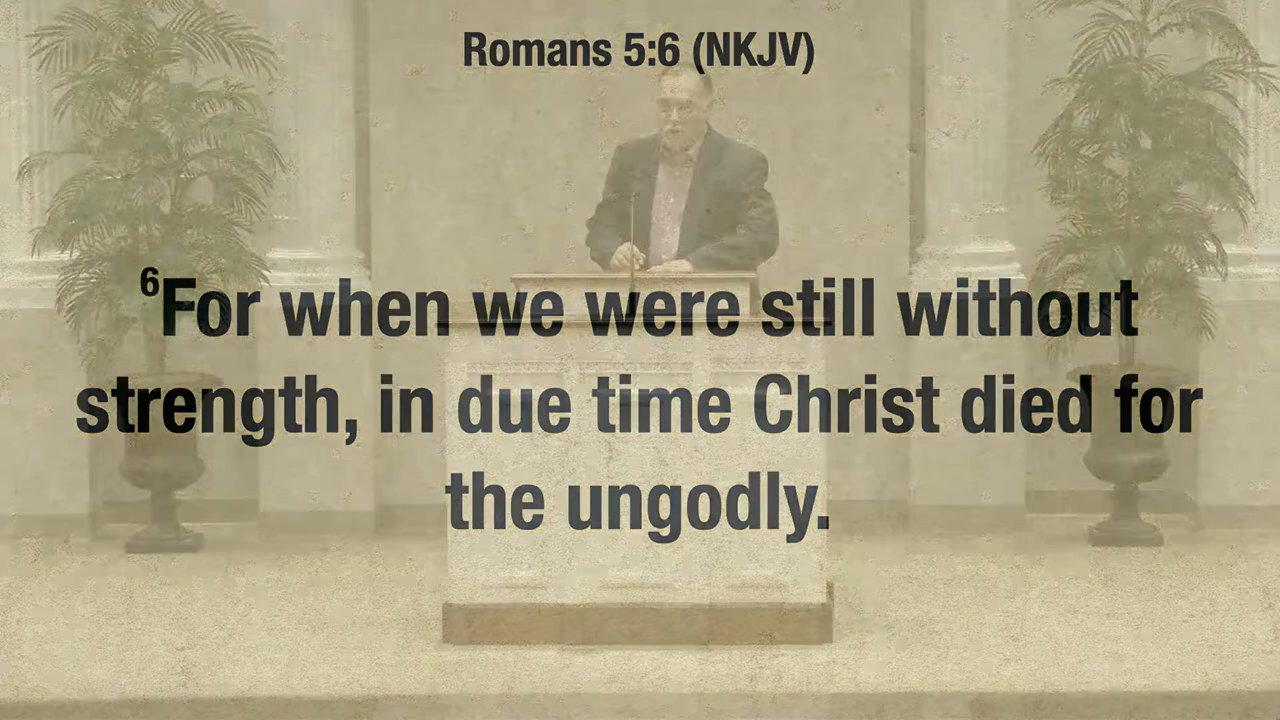 Romans 5:6 (NKJV)
⁶For when we were still without
strength, in due time Christ died for
the ungodly.